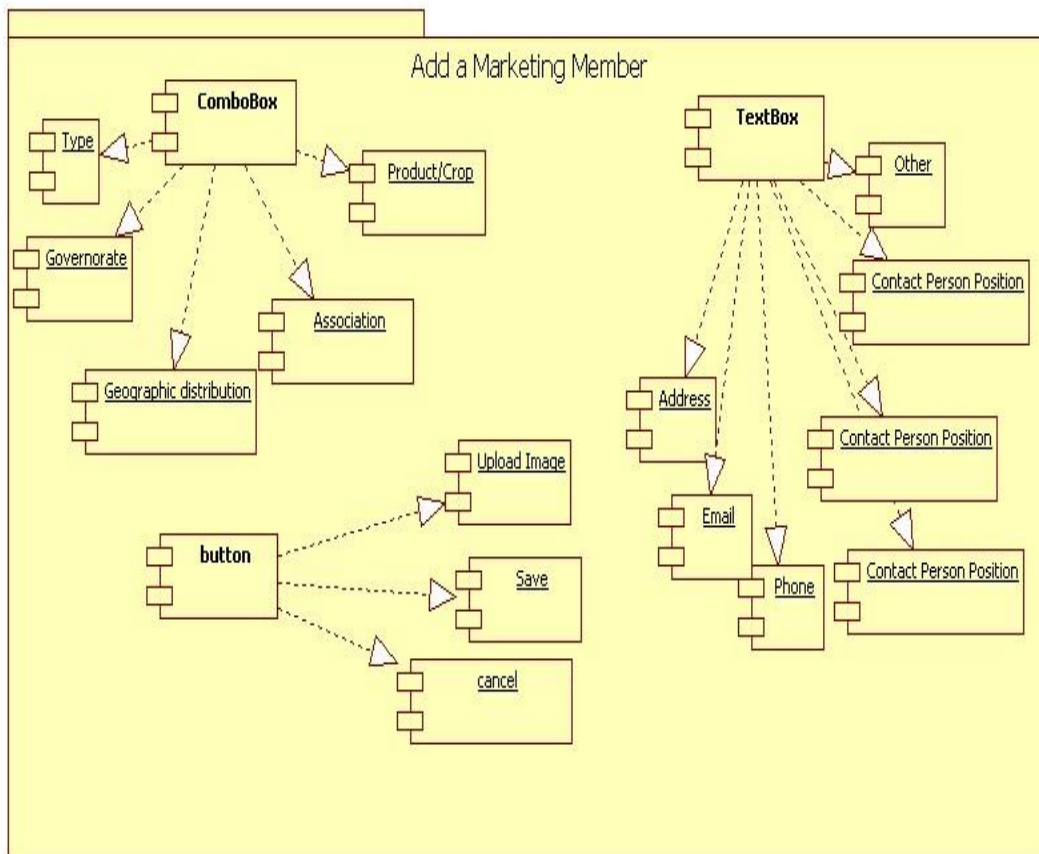 Add a Marketing Member
ComboBox
Type
Product/Crop
Governorate
Association
Geographic distribution
TextBox
Other
Contact Person Position
Address
Contact Person Position
Email
Phone
Contact Person Position
button
Upload Image
Save
cancel